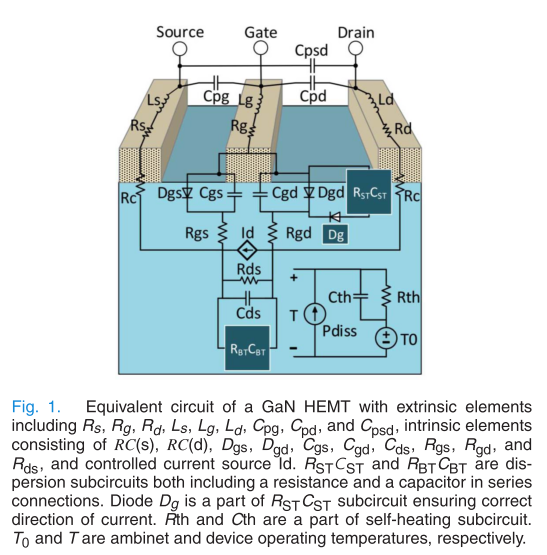 Source Gate Drain
Cpsd
Ls Cpg Lg Cpd Ld
Rs Rg Rd
Rc Dgs Cgs Cgd Dgd R_STC_ST Rc
Rgs Id Rgd Dg
Rds
+ Cth Rth
Cds T Pdiss
R_BTC_BT − T0
Fig. 1. Equivalent circuit of a GaN HEMT with extrinsic elements
including Rs, Rg, Rd, Ls, Lg, Ld, Cpg, Cpd, and Cpsd, intrinsic elements
consisting of RC(s), RC(d), Dgs, Dgd, Cgs, Cgd, Cds, Rgs, Rgd, and
Rds, and controlled current source Id. R_STC_ST and R_BTC_BT are dis-
persion subcircuits both including a resistance and a capacitor in series
connections. Diode Dg is a part of R_STC_ST subcircuit ensuring correct
direction of current. Rth and Cth are a part of self-heating subcircuit.
T0 and T are ambinet and device operating temperatures, respectively.